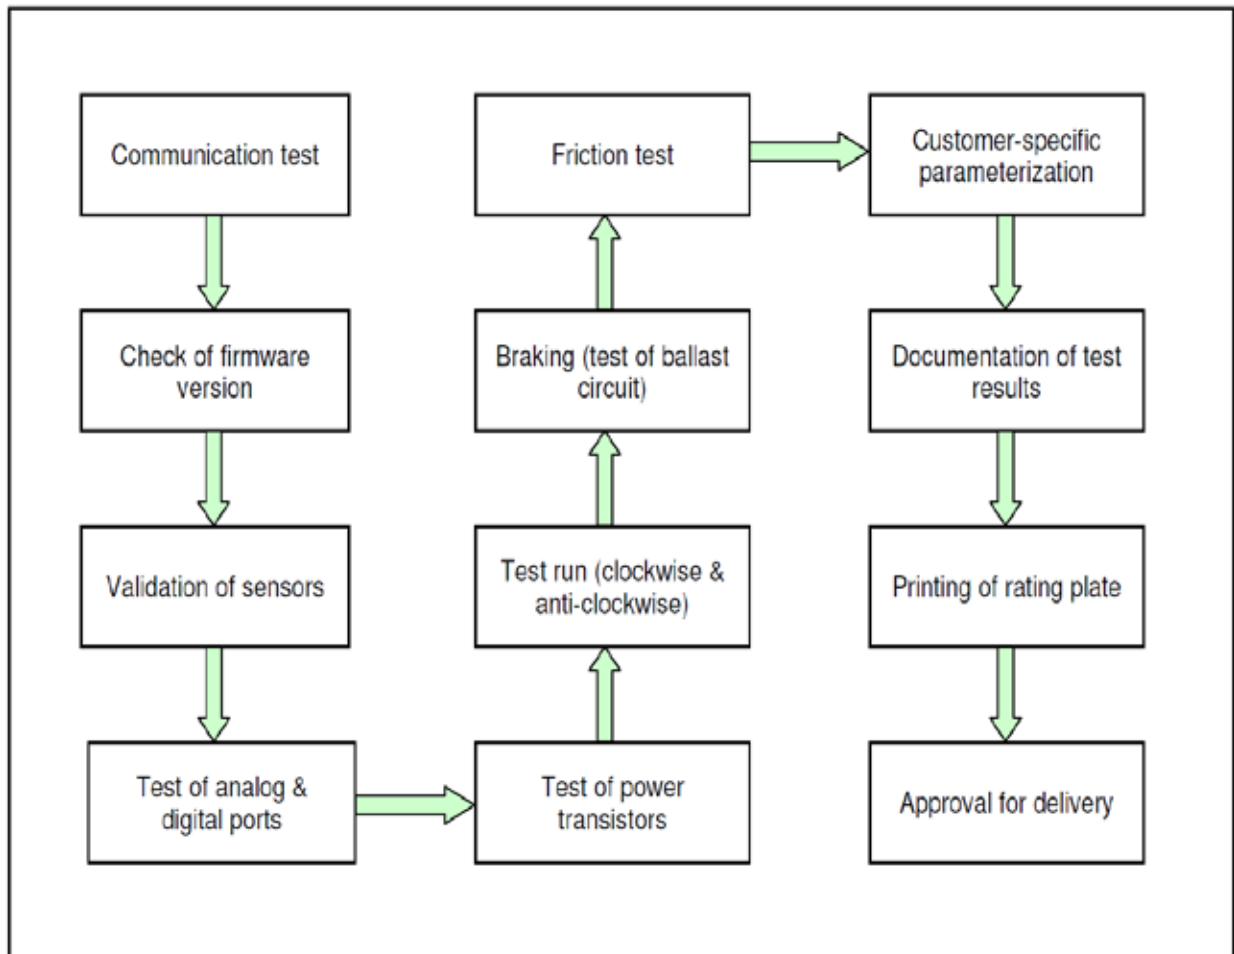 Communication test
Check of firmware
version
Validation of sensors
Test of analog &
digital ports
Test of power
transistors
Test run (clockwise &
anti-clockwise)
Braking (test of ballast
circuit)
Friction test
Customer-specific
parameterization
Documentation of test
results
Printing of rating plate
Approval for delivery